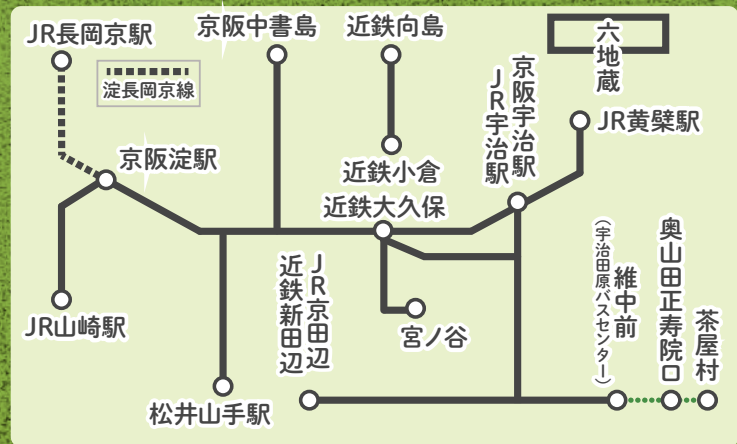 JR長岡京駅
京阪中書島
近鉄向島
六地蔵
淀長岡京線
京阪宇治駅
JR宇治駅
JR黄檗駅
京阪淀駅
近鉄小倉
近鉄大久保
JR山崎駅
JR京田辺
近鉄新田辺
宮ノ谷
維中前
(宇治田原バスセンター)
奥山田正寿院口
茶屋村
松井山手駅